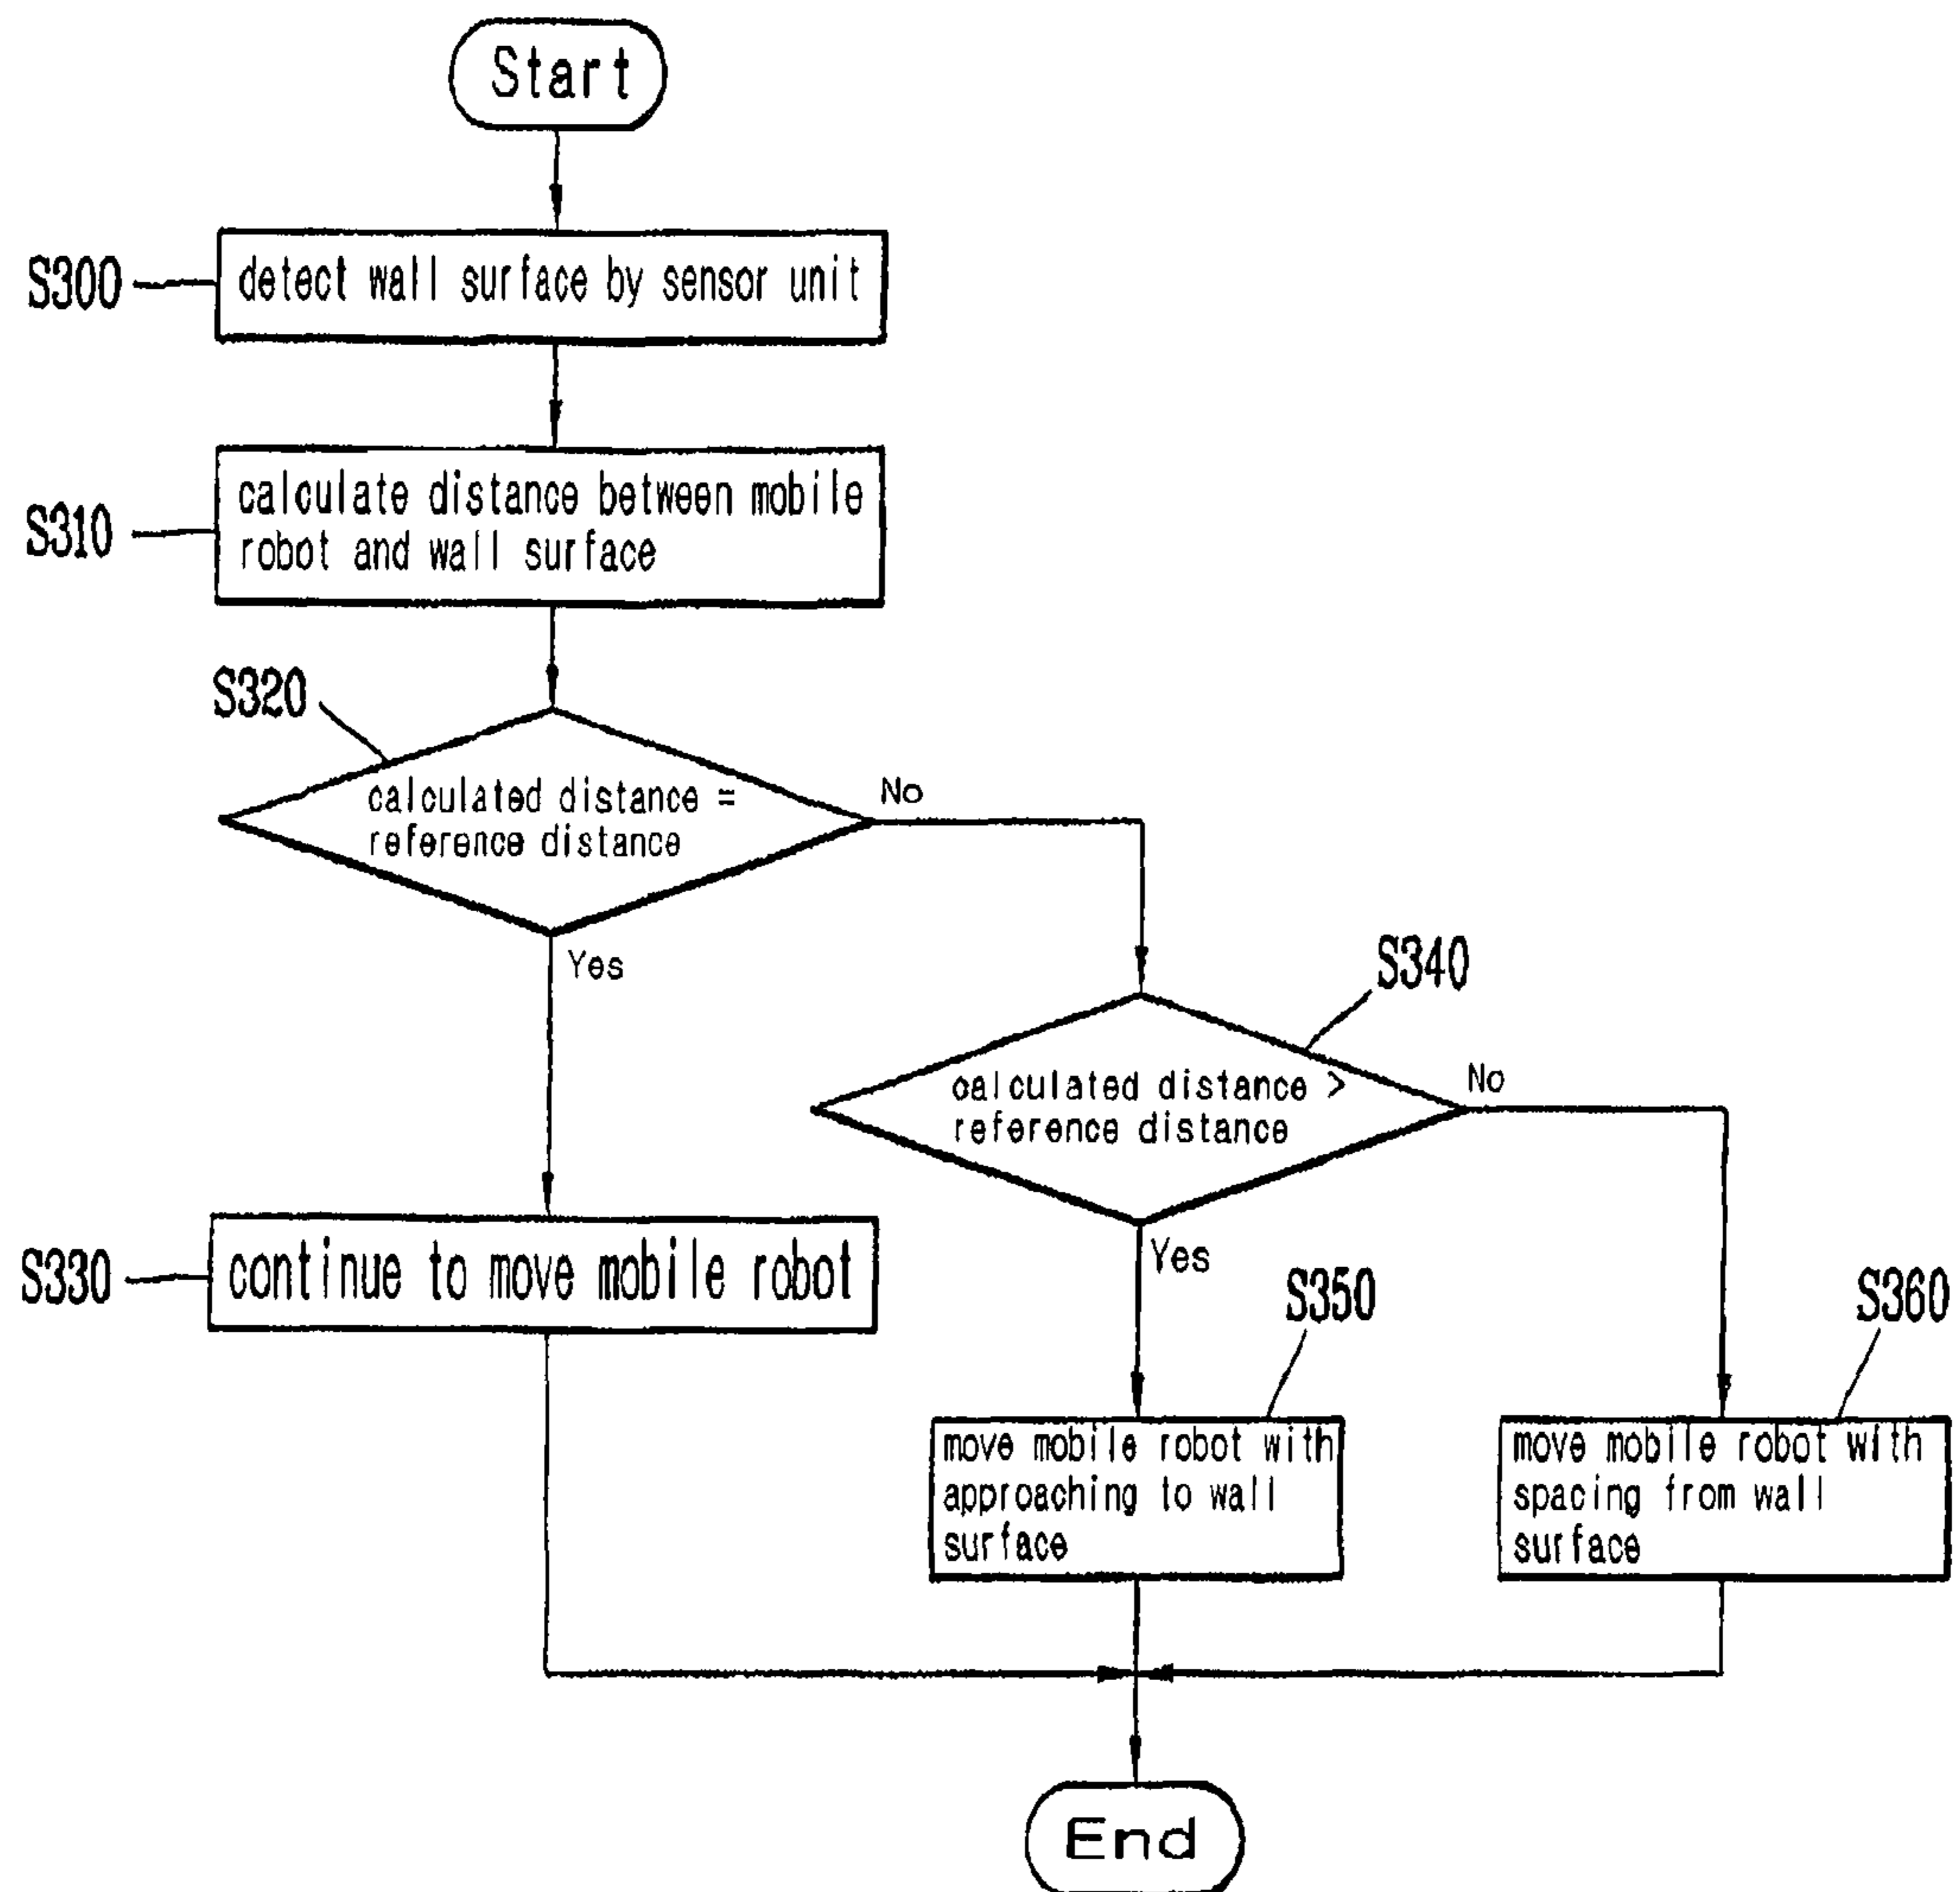 Start
S300
detect wall surface by sensor unit
S310
calculate distance between mobile
robot and wall surface
S320
calculated distance =
reference distance
No
Yes
S340
calculated distance >
reference distance
No
Yes
S330
continue to move mobile robot
S350
move mobile robot with
approaching to wall
surface
S360
move mobile robot with
spacing from wall
surface
End